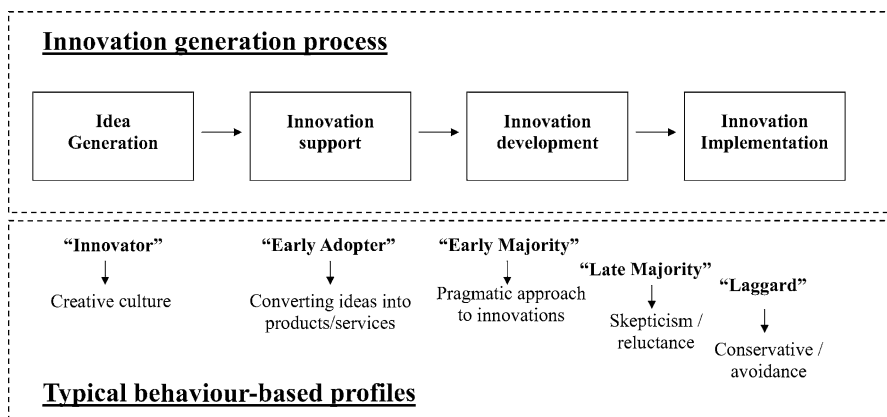 Innovation generation process
Idea
Generation
Innovation
support
Innovation
development
Innovation
Implementation
“Innovator”
Creative culture
“Early Adopter”
Converting ideas into
products/services
“Early Majority”
Pragmatic approach
to innovations
“Late Majority”
Skepticism /
reluctance
“Laggard”
Conservative /
avoidance
Typical behaviour-based profiles